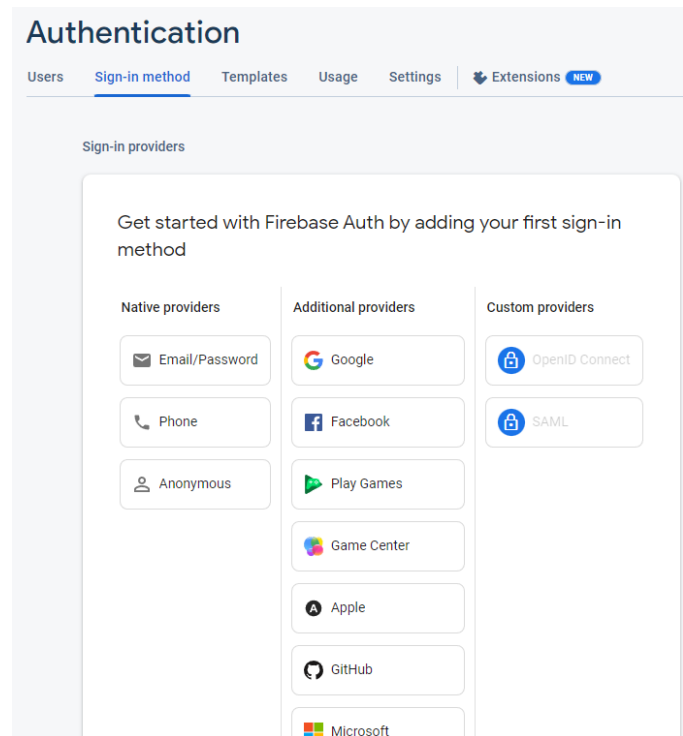 Authentication
Users Sign-in method Templates Usage Settings Extensions NEW
Sign-in providers
Get started with Firebase Auth by adding your first sign-in
method
Native providers Additional providers Custom providers
Email/Password Google OpenID Connect
Phone Facebook SAML
Anonymous Play Games
Game Center
Apple
GitHub
Microsoft